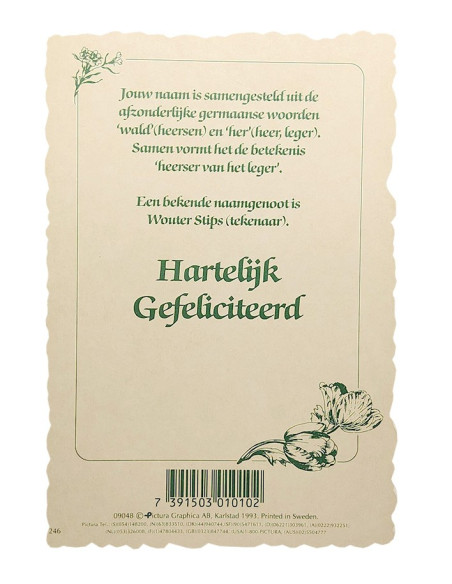 Jouw naam is samengesteld uit de
afzonderlijke germaanse woorden
'wald'(heersen) en 'her'(heer, leger).
Samen vormt het de betekenis
'heerser van het leger'.
Een bekende naamgenoot is
Wouter Stips (tekenaar).
Hartelijk
Gefeliciteerd
7 391503 010102
09048 © Pictura Graphica AB, Karlstad 1993. Printed in Sweden.
Pictura Tel.:
246